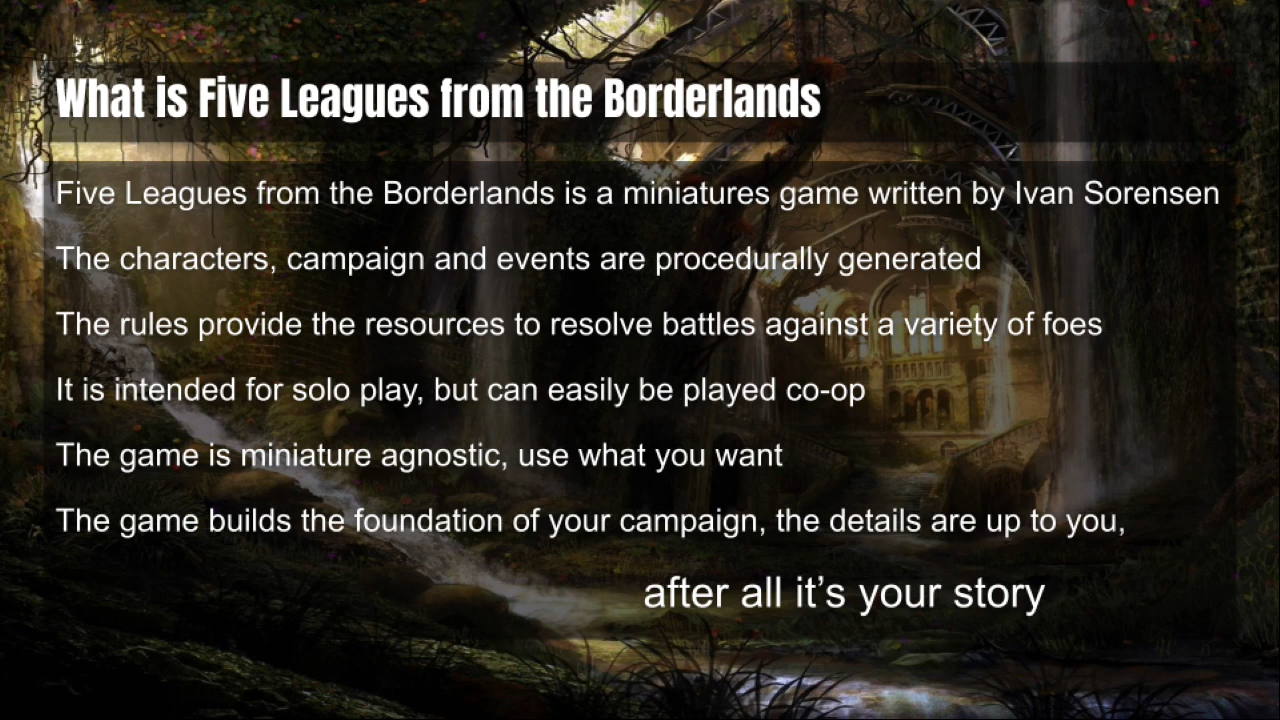 What is Five Leagues from the Borderlands
Five Leagues from the Borderlands is a miniatures game written by Ivan Sorensen
The characters, campaign and events are procedurally generated
The rules provide the resources to resolve battles against a variety of foes
It is intended for solo play, but can easily be played co-op
The game is miniature agnostic, use what you want
The game builds the foundation of your campaign, the details are up to you,
after all it’s your story